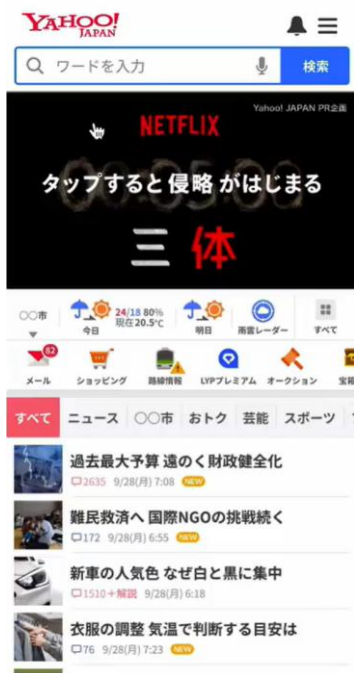 YAHOO!
JAPAN
ワードを入力
検索
Yahoo! JAPAN PR企画
NETFLIX
00:05:00
タップすると侵略がはじまる
三体
〇〇市
24/18 80%
現在20.5℃
今日
明日
雨雲レーダー
すべて
82
メール
ショッピング
路線情報
LYPプレミアム
オークション
宝箱
すべて
ニュース
〇〇市
おトク
芸能
スポーツ
過去最大予算 遠のく財政健全化
2635 9/28(月) 7:08 NEW
難民救済へ 国際NGOの挑戦続く
172 9/28(月) 6:55 NEW
新車の人気色 なぜ白と黒に集中
1510+解説 9/28(月) 6:18
衣服の調整 気温で判断する目安は
76 9/28(月) 7:23 NEW